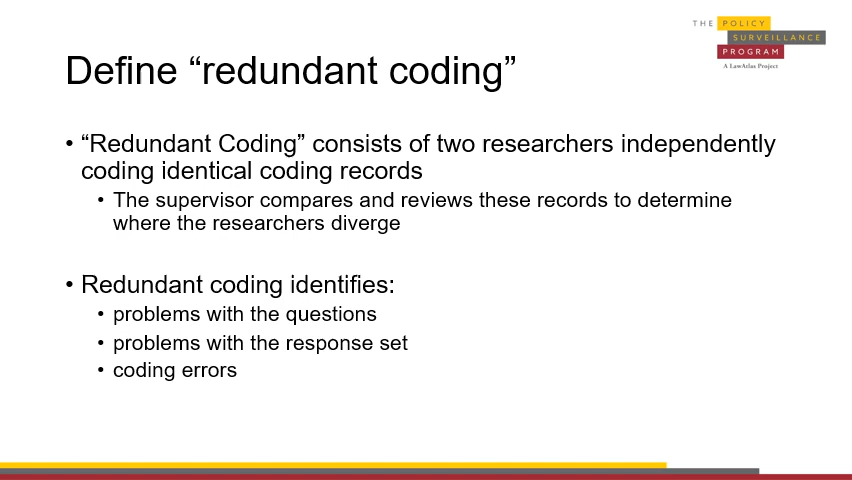 THE POLICY
SURVEILLANCE
PROGRAM
A LawAtlas Project
Define “redundant coding”
• “Redundant Coding” consists of two researchers independently
coding identical coding records
• The supervisor compares and reviews these records to determine
where the researchers diverge
• Redundant coding identifies:
• problems with the questions
• problems with the response set
• coding errors